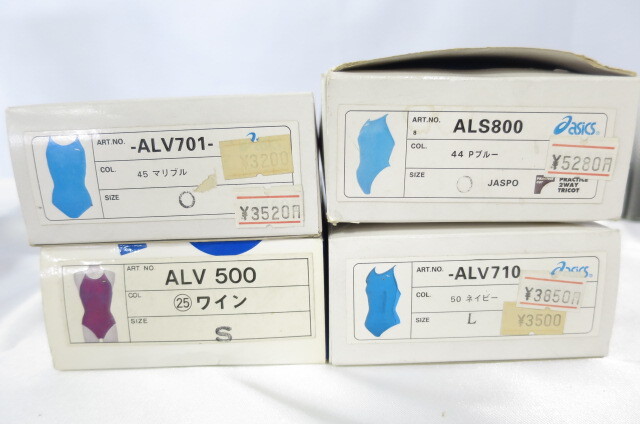 ART.NO. -ALV701-
COL. 45 マリブル
SIZE O
¥3200
¥3520円
ART.NO. ALS800 asics
8
COL. 44 Pブルー
SIZE O JASPO
PRACTICE
2WAY
TRICOT
¥5280円
ART NO. ALV 500
COL. 25 ワイン
SIZE S
ART.NO. -ALV710 asics
COL. 50 ネイビー
SIZE L
¥3850円
¥3500